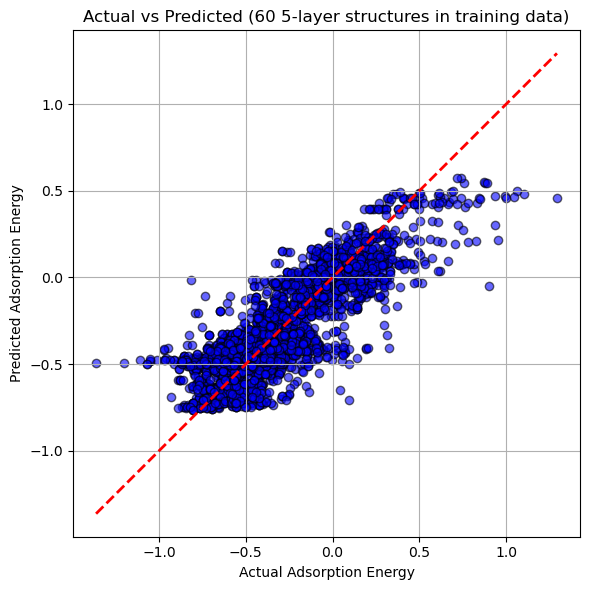 Actual vs Predicted (60 5-layer structures in training data)
Predicted Adsorption Energy
1.0
0.5
0.0
−0.5
−1.0
−1.0 −0.5 0.0 0.5 1.0
Actual Adsorption Energy